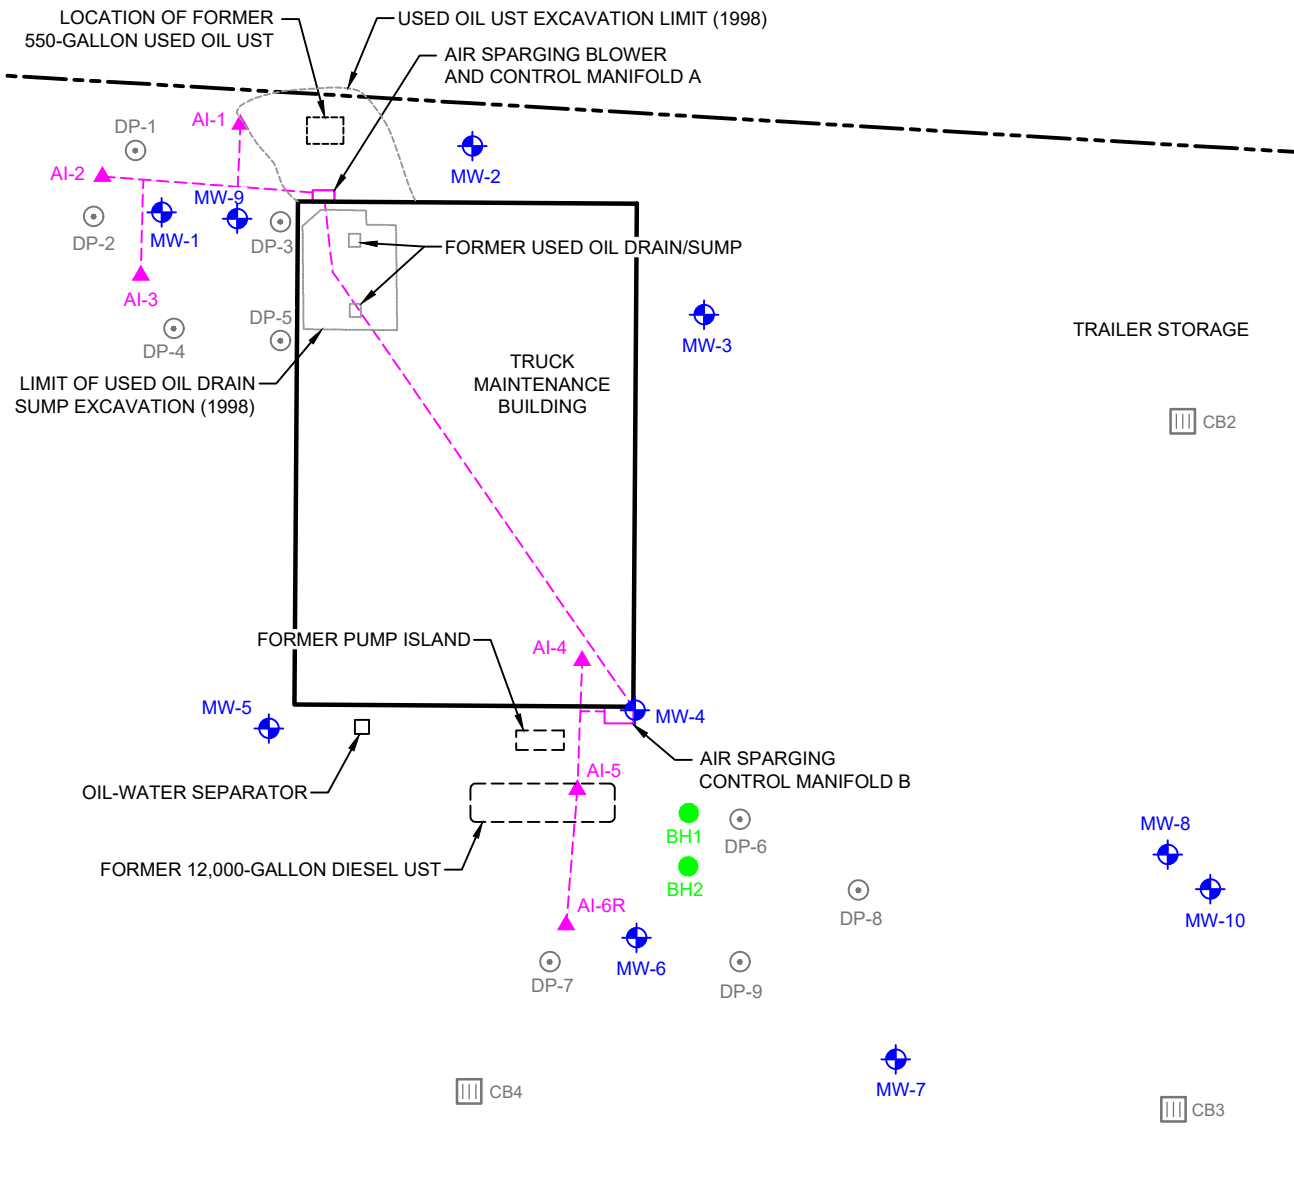 LOCATION OF FORMER
550-GALLON USED OIL UST
USED OIL UST EXCAVATION LIMIT (1998)
AIR SPARGING BLOWER
AND CONTROL MANIFOLD A
DP-1
AI-1
AI-2
MW-2
MW-9
DP-2
MW-1
DP-3
FORMER USED OIL DRAIN/SUMP
AI-3
DP-5
DP-4
MW-3
TRAILER STORAGE
LIMIT OF USED OIL DRAIN
SUMP EXCAVATION (1998)
TRUCK
MAINTENANCE
BUILDING
CB2
FORMER PUMP ISLAND
AI-4
MW-5
MW-4
AIR SPARGING
CONTROL MANIFOLD B
AI-5
OIL-WATER SEPARATOR
BH1
DP-6
MW-8
FORMER 12,000-GALLON DIESEL UST
BH2
AI-6R
DP-8
MW-10
MW-6
DP-7
DP-9
MW-7
CB4
CB3